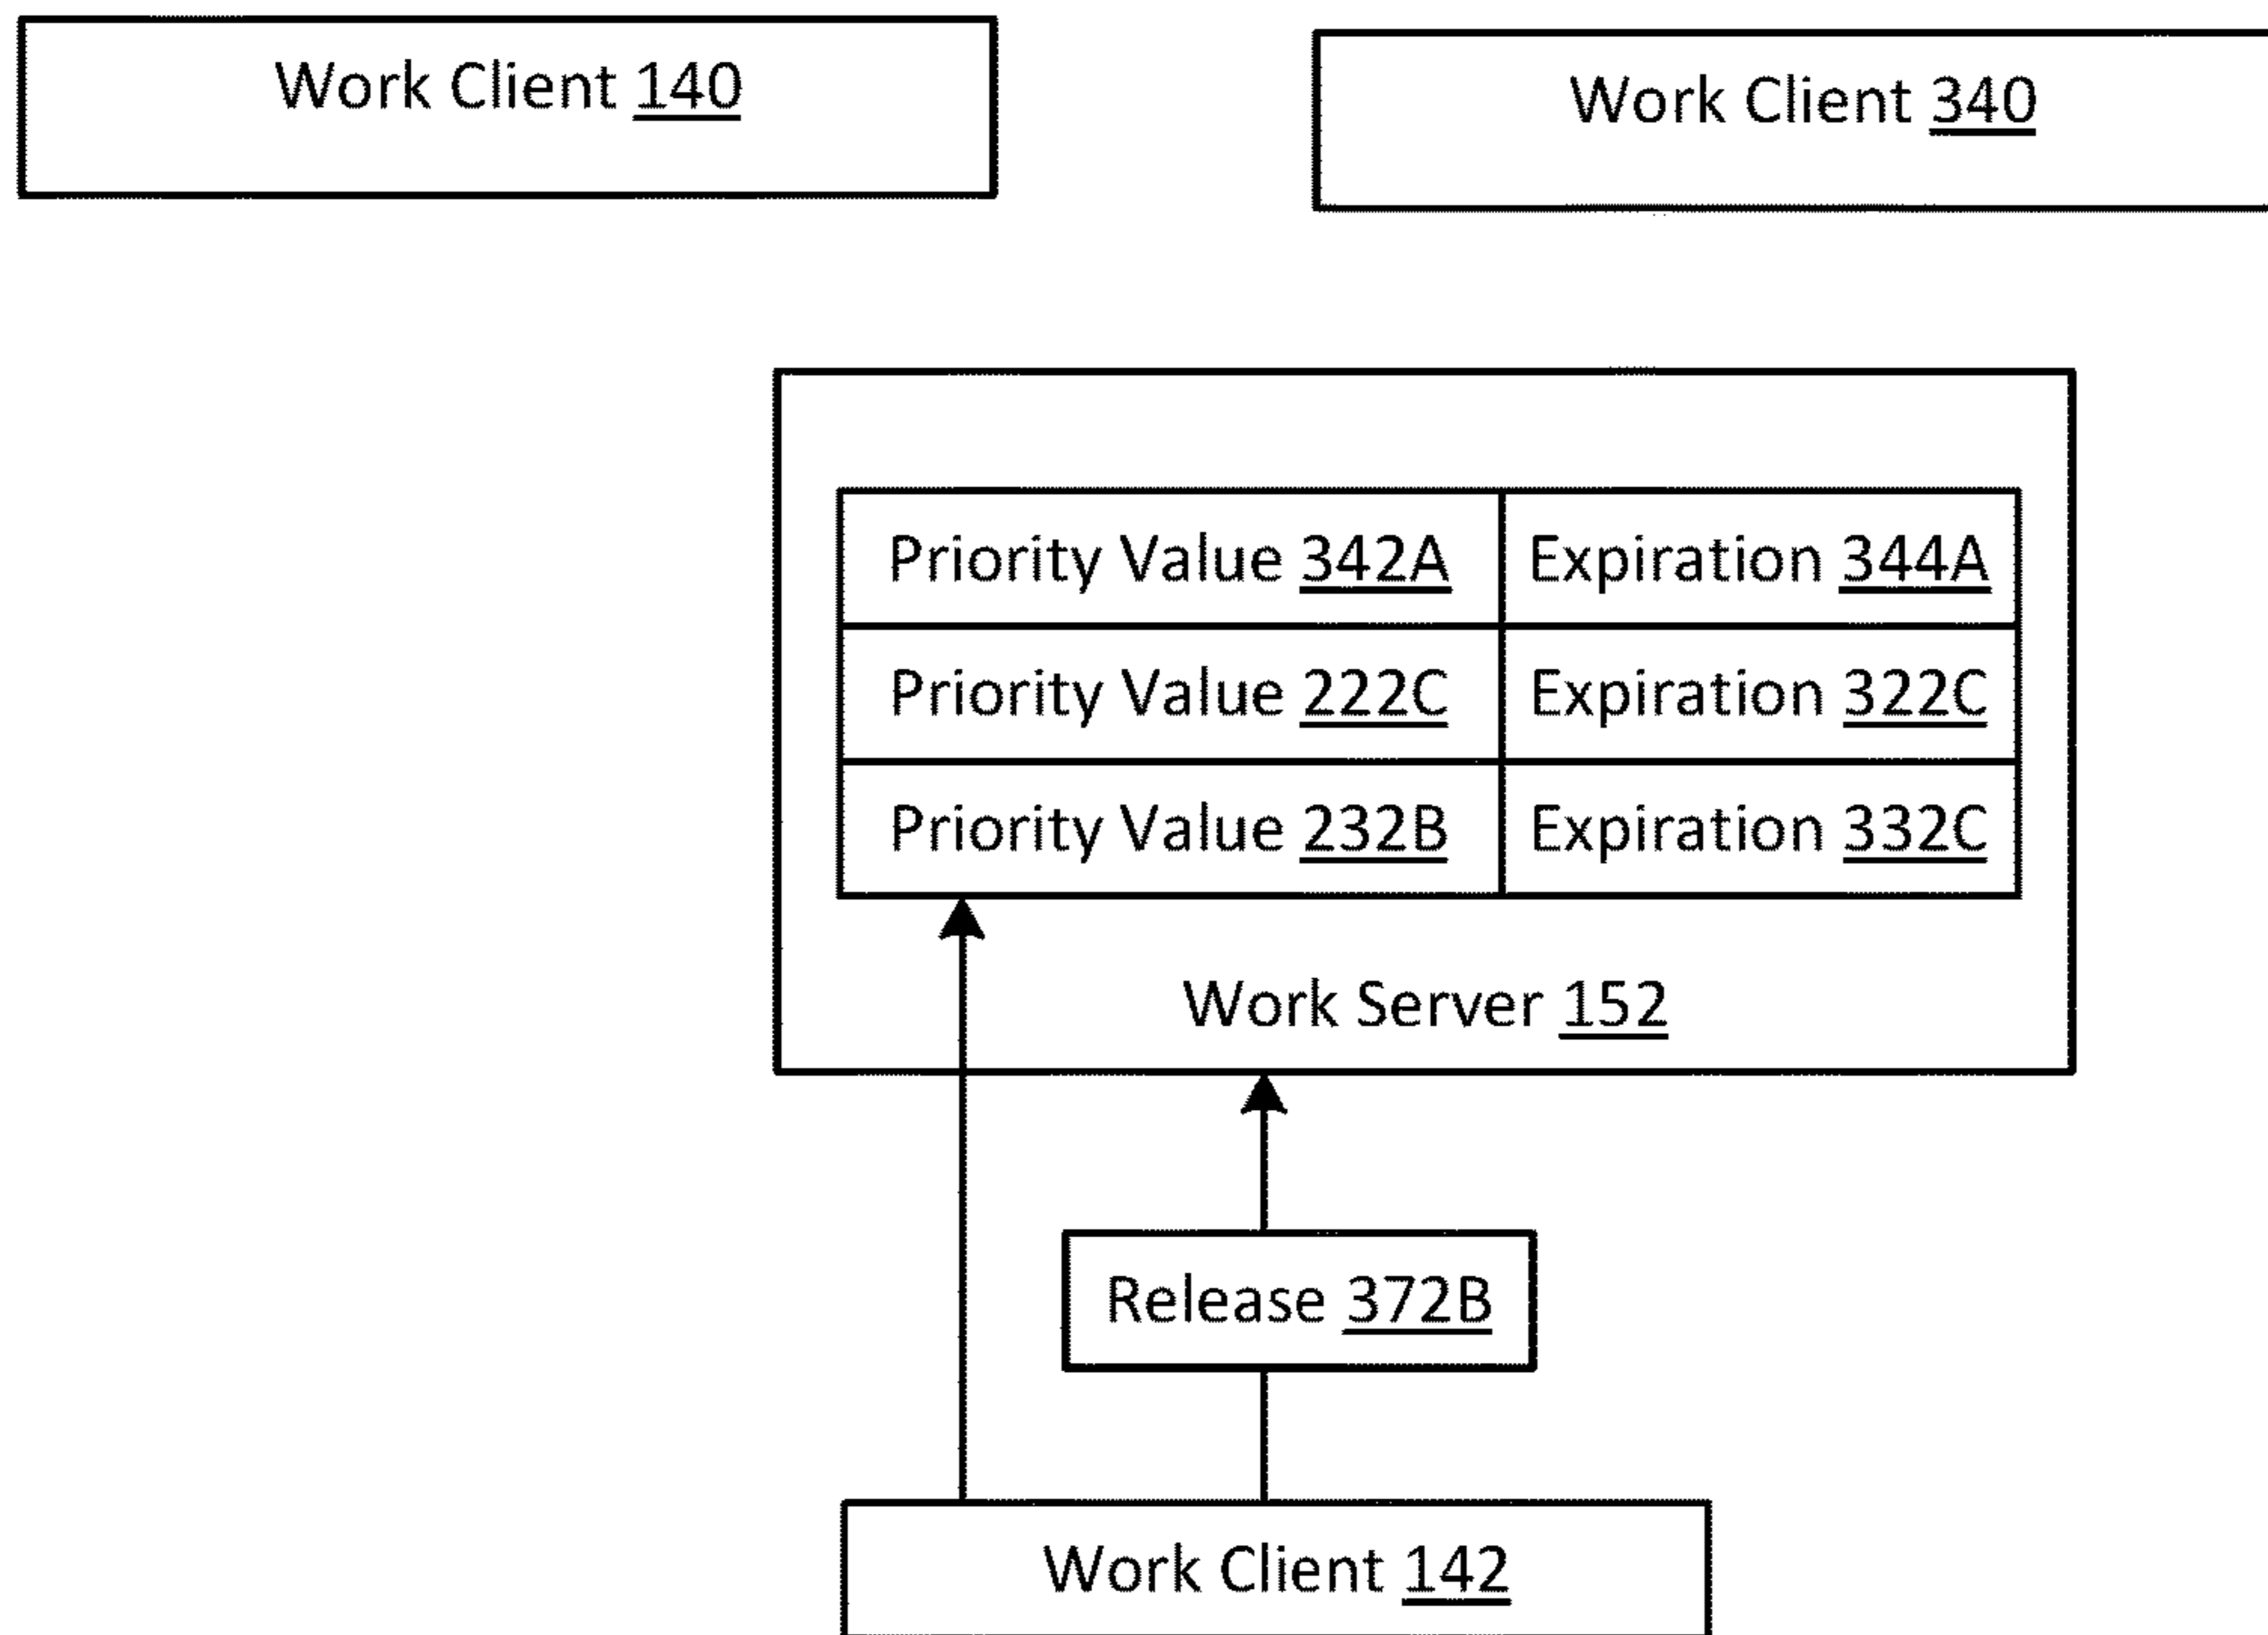 Work Client 140
Work Client 340
Priority Value 342A Expiration 344A
Priority Value 222C Expiration 322C
Priority Value 232B Expiration 332C
Work Server 152
Release 372B
Work Client 142